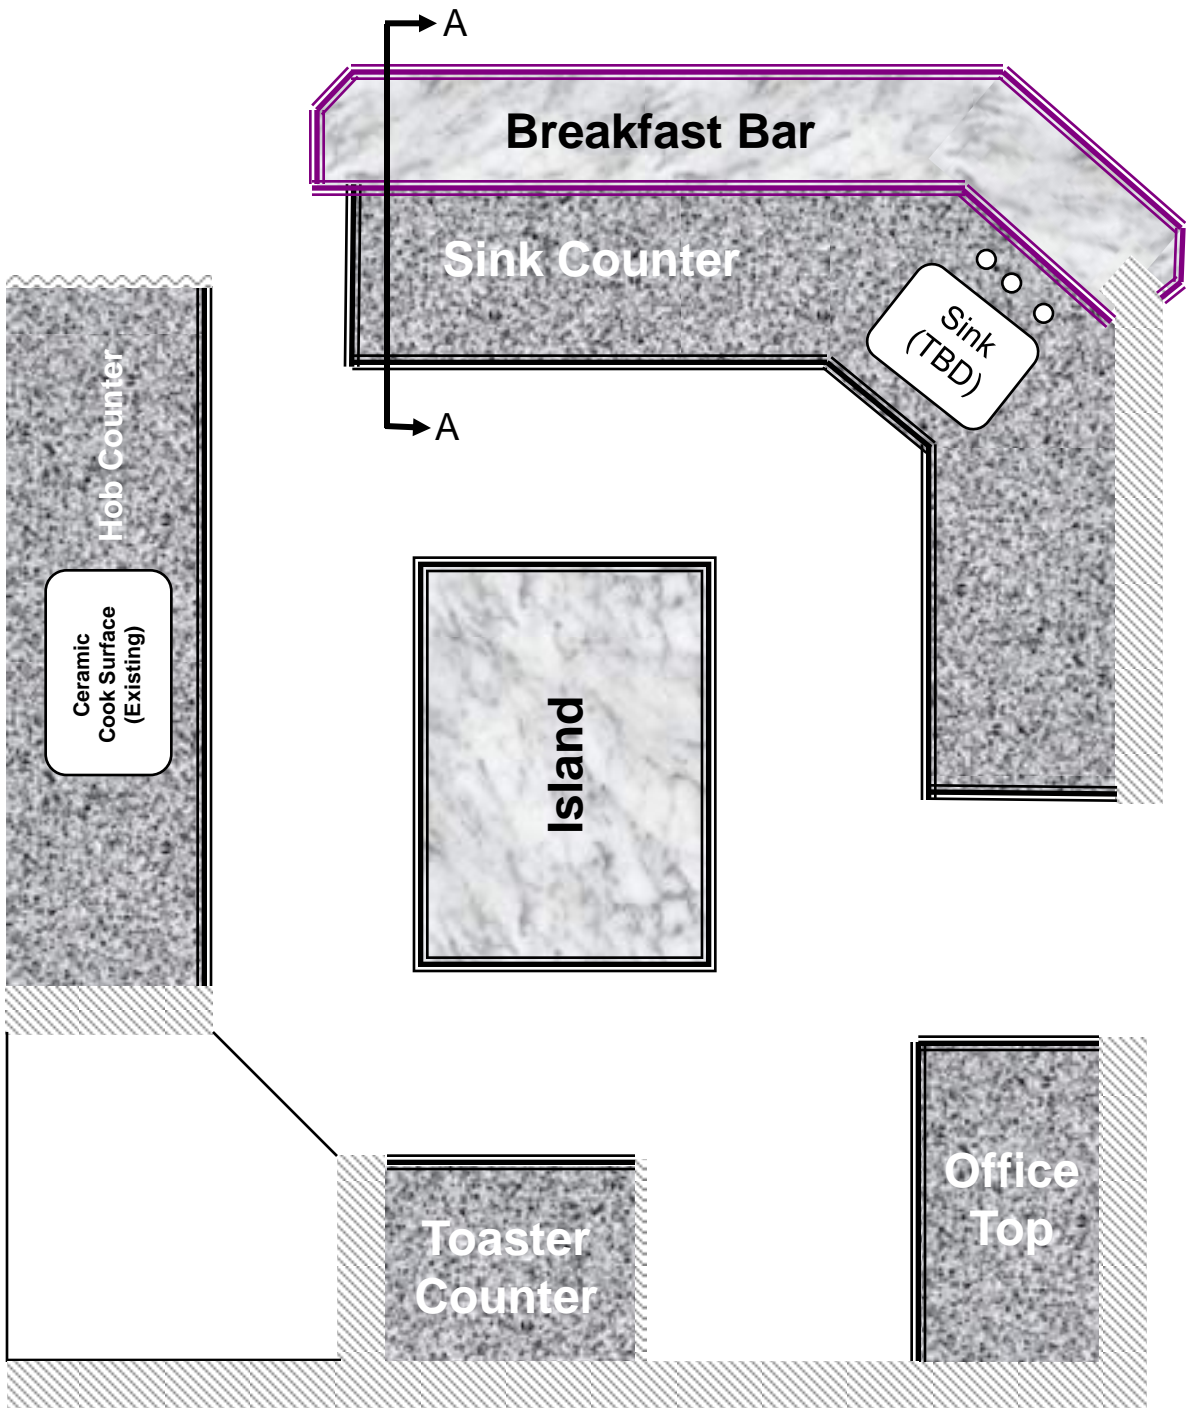 A
Breakfast Bar
Sink Counter
Sink
(TBD)
A
Hob Counter
Ceramic
Cook Surface
(Existing)
Island
Office
Top
Toaster
Counter